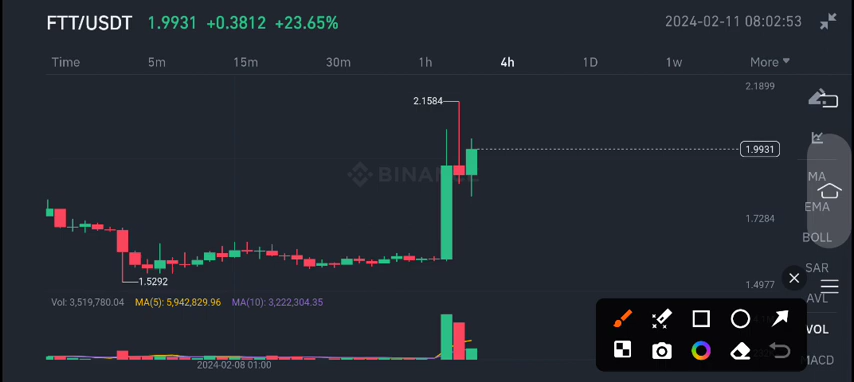 FTT/USDT 1.9931 +0.3812 +23.65% 2024-02-11 08:02:53
Time 5m 15m 30m 1h 4h 1D 1w More
2.1899
2.1584
1.9931
BINANCE
MA
EMA
1.7284
BOLL
SAR
1.5292
1.4977
AVL
Vol: 3,519,780.04 MA(5): 5,942,829.96 MA(10): 3,222,304.35
VOL
2024-02-08 01:00
MACD